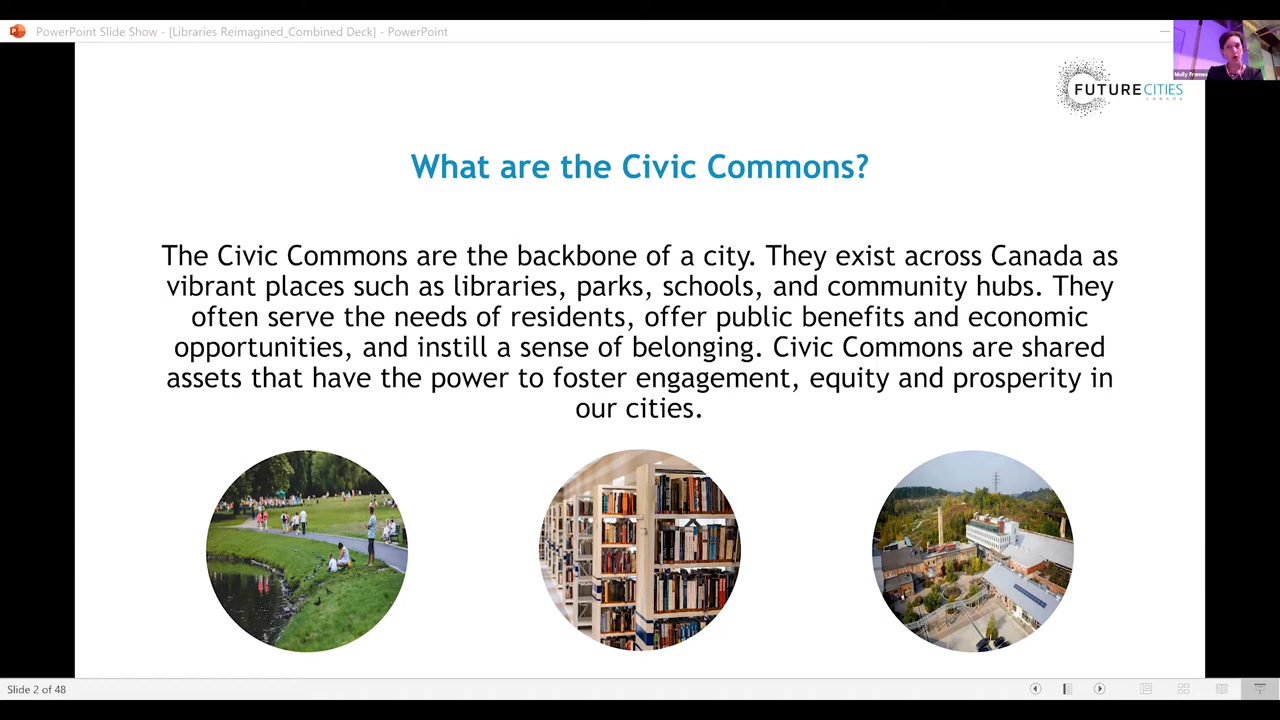 PowerPoint Slide Show - [Libraries Reimagined_Combined Deck] - PowerPoint
Molly Frames
FUTURECITIES
CANADA
What are the Civic Commons?
The Civic Commons are the backbone of a city. They exist across Canada as
vibrant places such as libraries, parks, schools, and community hubs. They
often serve the needs of residents, offer public benefits and economic
opportunities, and instill a sense of belonging. Civic Commons are shared
assets that have the power to foster engagement, equity and prosperity in
our cities.
Slide 2 of 48